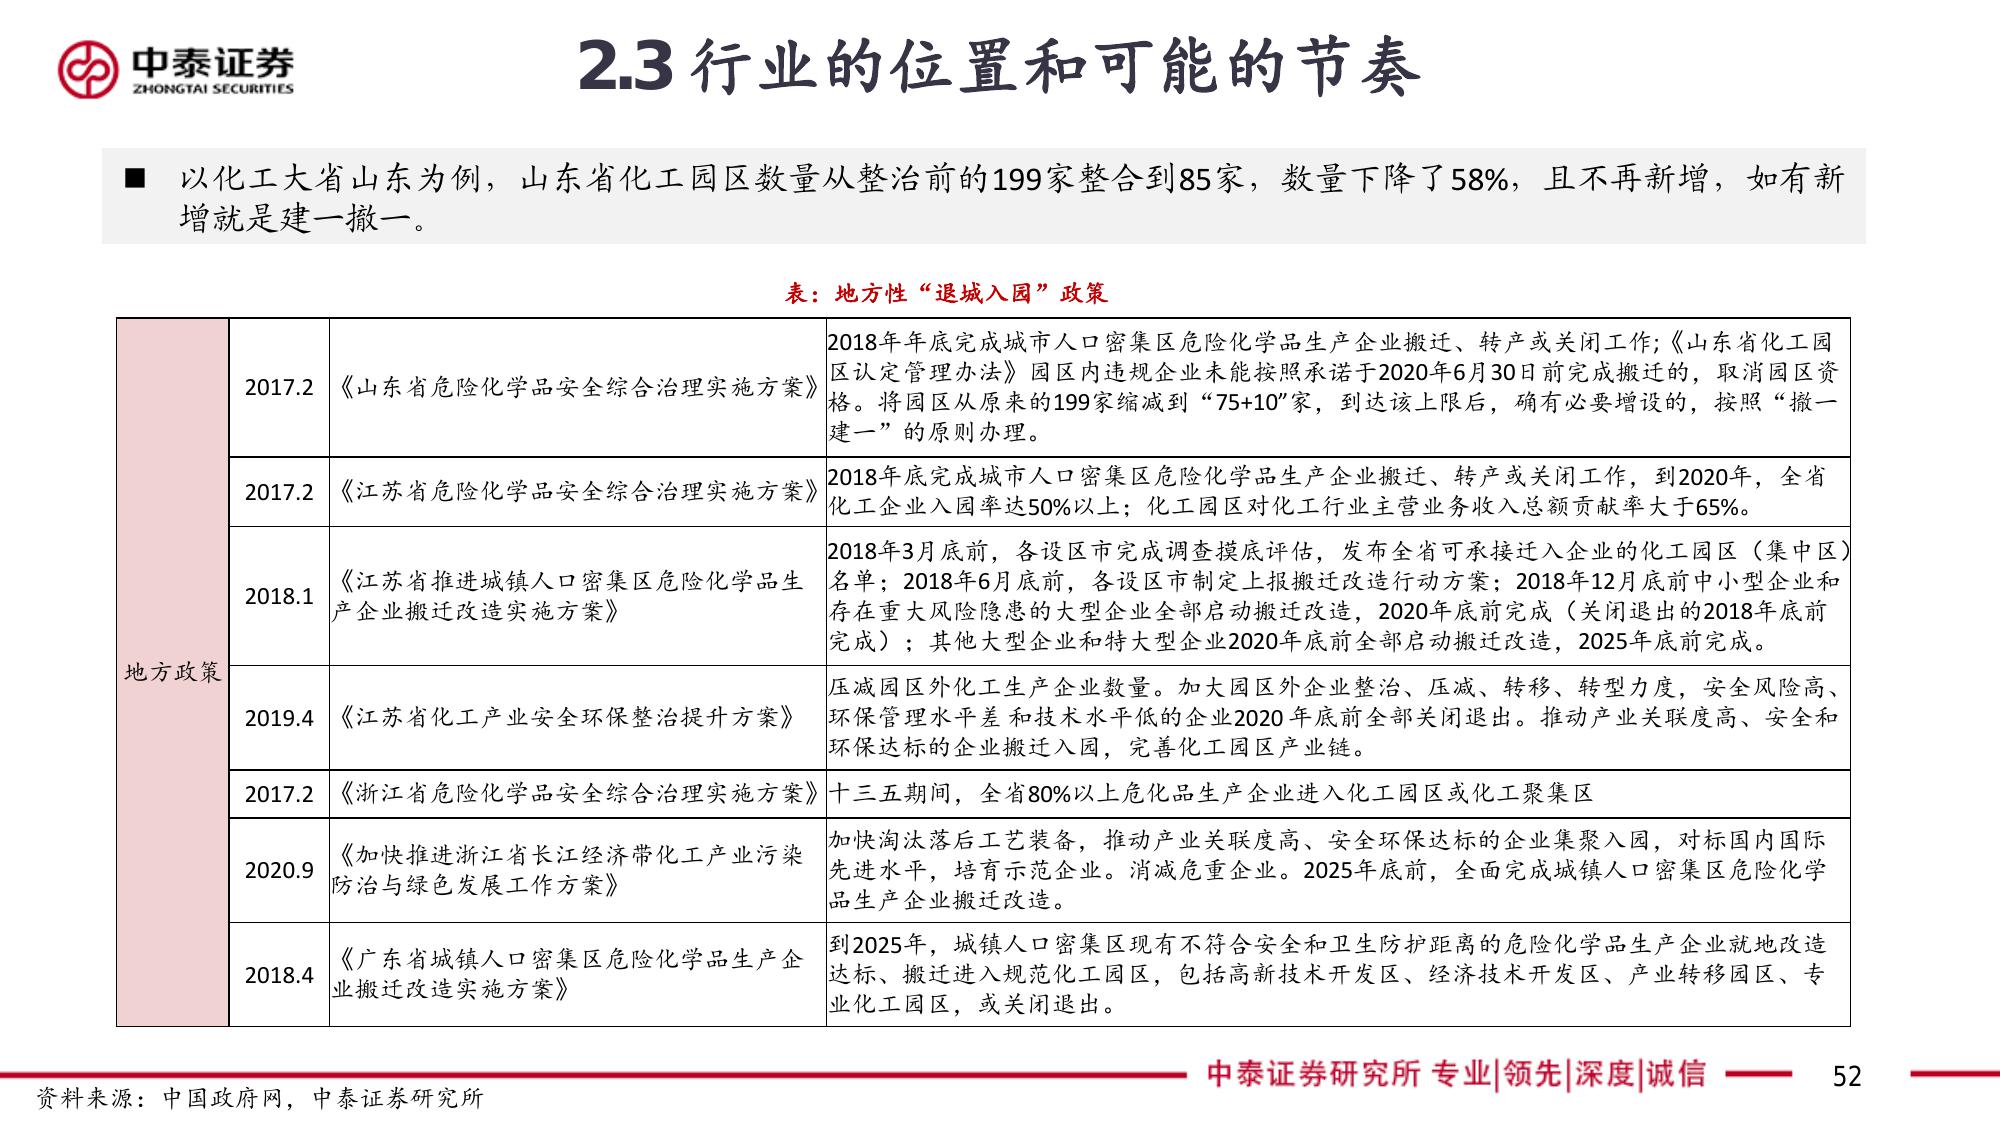 中泰证券
ZHONGTAI SECURITIES
2.3 行业的位置和可能的节奏
■ 以化工大省山东为例，山东省化工园区数量从整治前的199家整合到85家，数量下降了58%，且不再新增，如有新
增就是建一撤一。
表：地方性“退城入园”政策
地方政策
2017.2
《山东省危险化学品安全综合治理实施方案》
2018年年底完成城市人口密集区危险化学品生产企业搬迁、转产或关闭工作;《山东省化工园
区认定管理办法》园区内违规企业未能按照承诺于2020年6月30日前完成搬迁的，取消园区资
格。将园区从原来的199家缩减到“75+10”家，到达该上限后，确有必要增设的，按照“撤一
建一”的原则办理。
2017.2
《江苏省危险化学品安全综合治理实施方案》
2018年底完成城市人口密集区危险化学品生产企业搬迁、转产或关闭工作，到2020年，全省
化工企业入园率达50%以上；化工园区对化工行业主营业务收入总额贡献率大于65%。
2018.1
《江苏省推进城镇人口密集区危险化学品生
产企业搬迁改造实施方案》
2018年3月底前，各设区市完成调查摸底评估，发布全省可承接迁入企业的化工园区（集中区）
名单；2018年6月底前，各设区市制定上报搬迁改造行动方案；2018年12月底前中小型企业和
存在重大风险隐患的大型企业全部启动搬迁改造，2020年底前完成（关闭退出的2018年底前
完成）；其他大型企业和特大型企业2020年底前全部启动搬迁改造，2025年底前完成。
2019.4
《江苏省化工产业安全环保整治提升方案》
压减园区外化工生产企业数量。加大园区外企业整治、压减、转移、转型力度，安全风险高、
环保管理水平差 和技术水平低的企业2020 年底前全部关闭退出。推动产业关联度高、安全和
环保达标的企业搬迁入园，完善化工园区产业链。
2017.2
《浙江省危险化学品安全综合治理实施方案》
十三五期间，全省80%以上危化品生产企业进入化工园区或化工聚集区
2020.9
《加快推进浙江省长江经济带化工产业污染
防治与绿色发展工作方案》
加快淘汰落后工艺装备，推动产业关联度高、安全环保达标的企业集聚入园，对标国内国际
先进水平，培育示范企业。消减危重企业。2025年底前，全面完成城镇人口密集区危险化学
品生产企业搬迁改造。
2018.4
《广东省城镇人口密集区危险化学品生产企
业搬迁改造实施方案》
到2025年，城镇人口密集区现有不符合安全和卫生防护距离的危险化学品生产企业就地改造
达标、搬迁进入规范化工园区，包括高新技术开发区、经济技术开发区、产业转移园区、专
业化工园区，或关闭退出。
中泰证券研究所 专业|领先|深度|诚信
52
资料来源：中国政府网，中泰证券研究所